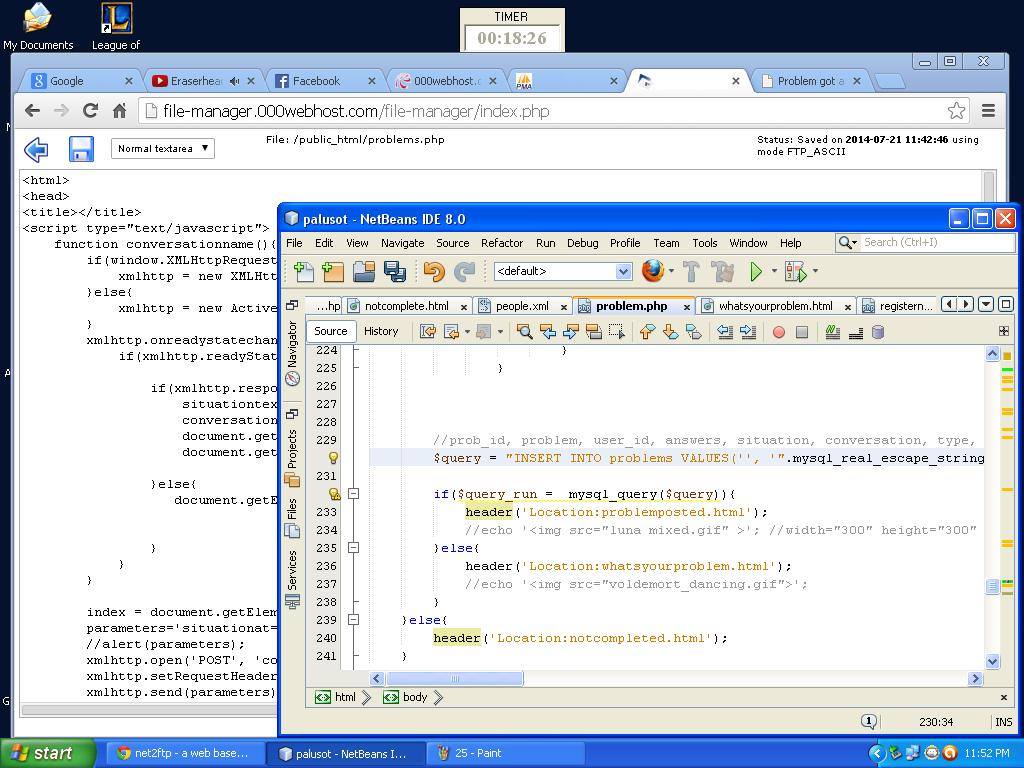 My Documents
League of
TIMER
00:18:26
Google
Eraserhea
Facebook
000webhost.c
PMA
Problem got a
file-manager.000webhost.com/file-manager/index.php
Normal textarea
File: /public_html/problems.php
Status: Saved on 2014-07-21 11:42:46 using
mode FTP_ASCII
<html>
<head>
<title></title>
<script type="text/javascript">
function conversationname(){
if(window.XMLHttpRequest
xmlhttp = new XMLHtt
}else{
xmlhttp = new Active
}
xmlhttp.onreadystatechan
if(xmlhttp.readyStat
if(xmlhttp.respo
situationtex
conversation
document.get
document.get
}else{
document.getE
}
}
}
index = document.getElem
parameters='situationat=
//alert(parameters);
xmlhttp.open('POST', 'co
xmlhttp.setRequestHeader
xmlhttp.send(parameters)
palusot - NetBeans IDE 8.0
File Edit View Navigate Source Refactor Run Debug Profile Team Tools Window Help
Search (Ctrl+I)
<default>
...hp notcomplete.html people.xml problem.php whatsyourproblem.html registern...
Source History
Navigator
Projects
Files
Services
224 }
225 }
226
227
228
229 //prob_id, problem, user_id, answers, situation, conversation, type,
$query = "INSERT INTO problems VALUES('', '".mysql_real_escape_string
231
if($query_run = mysql_query($query)){
233 header('Location:problemposted.html');
234 //echo '<img src="luna mixed.gif" >'; //width="300" height="300"
235 }else{
236 header('Location:whatsyourproblem.html');
237 //echo '<img src="voldemort_dancing.gif">';
238 }
239 }else{
240 header('Location:notcompleted.html');
241 }
html body
1
230:34 INS
start
net2ftp - a web base...
palusot - NetBeans I...
25 - Paint
11:52 PM